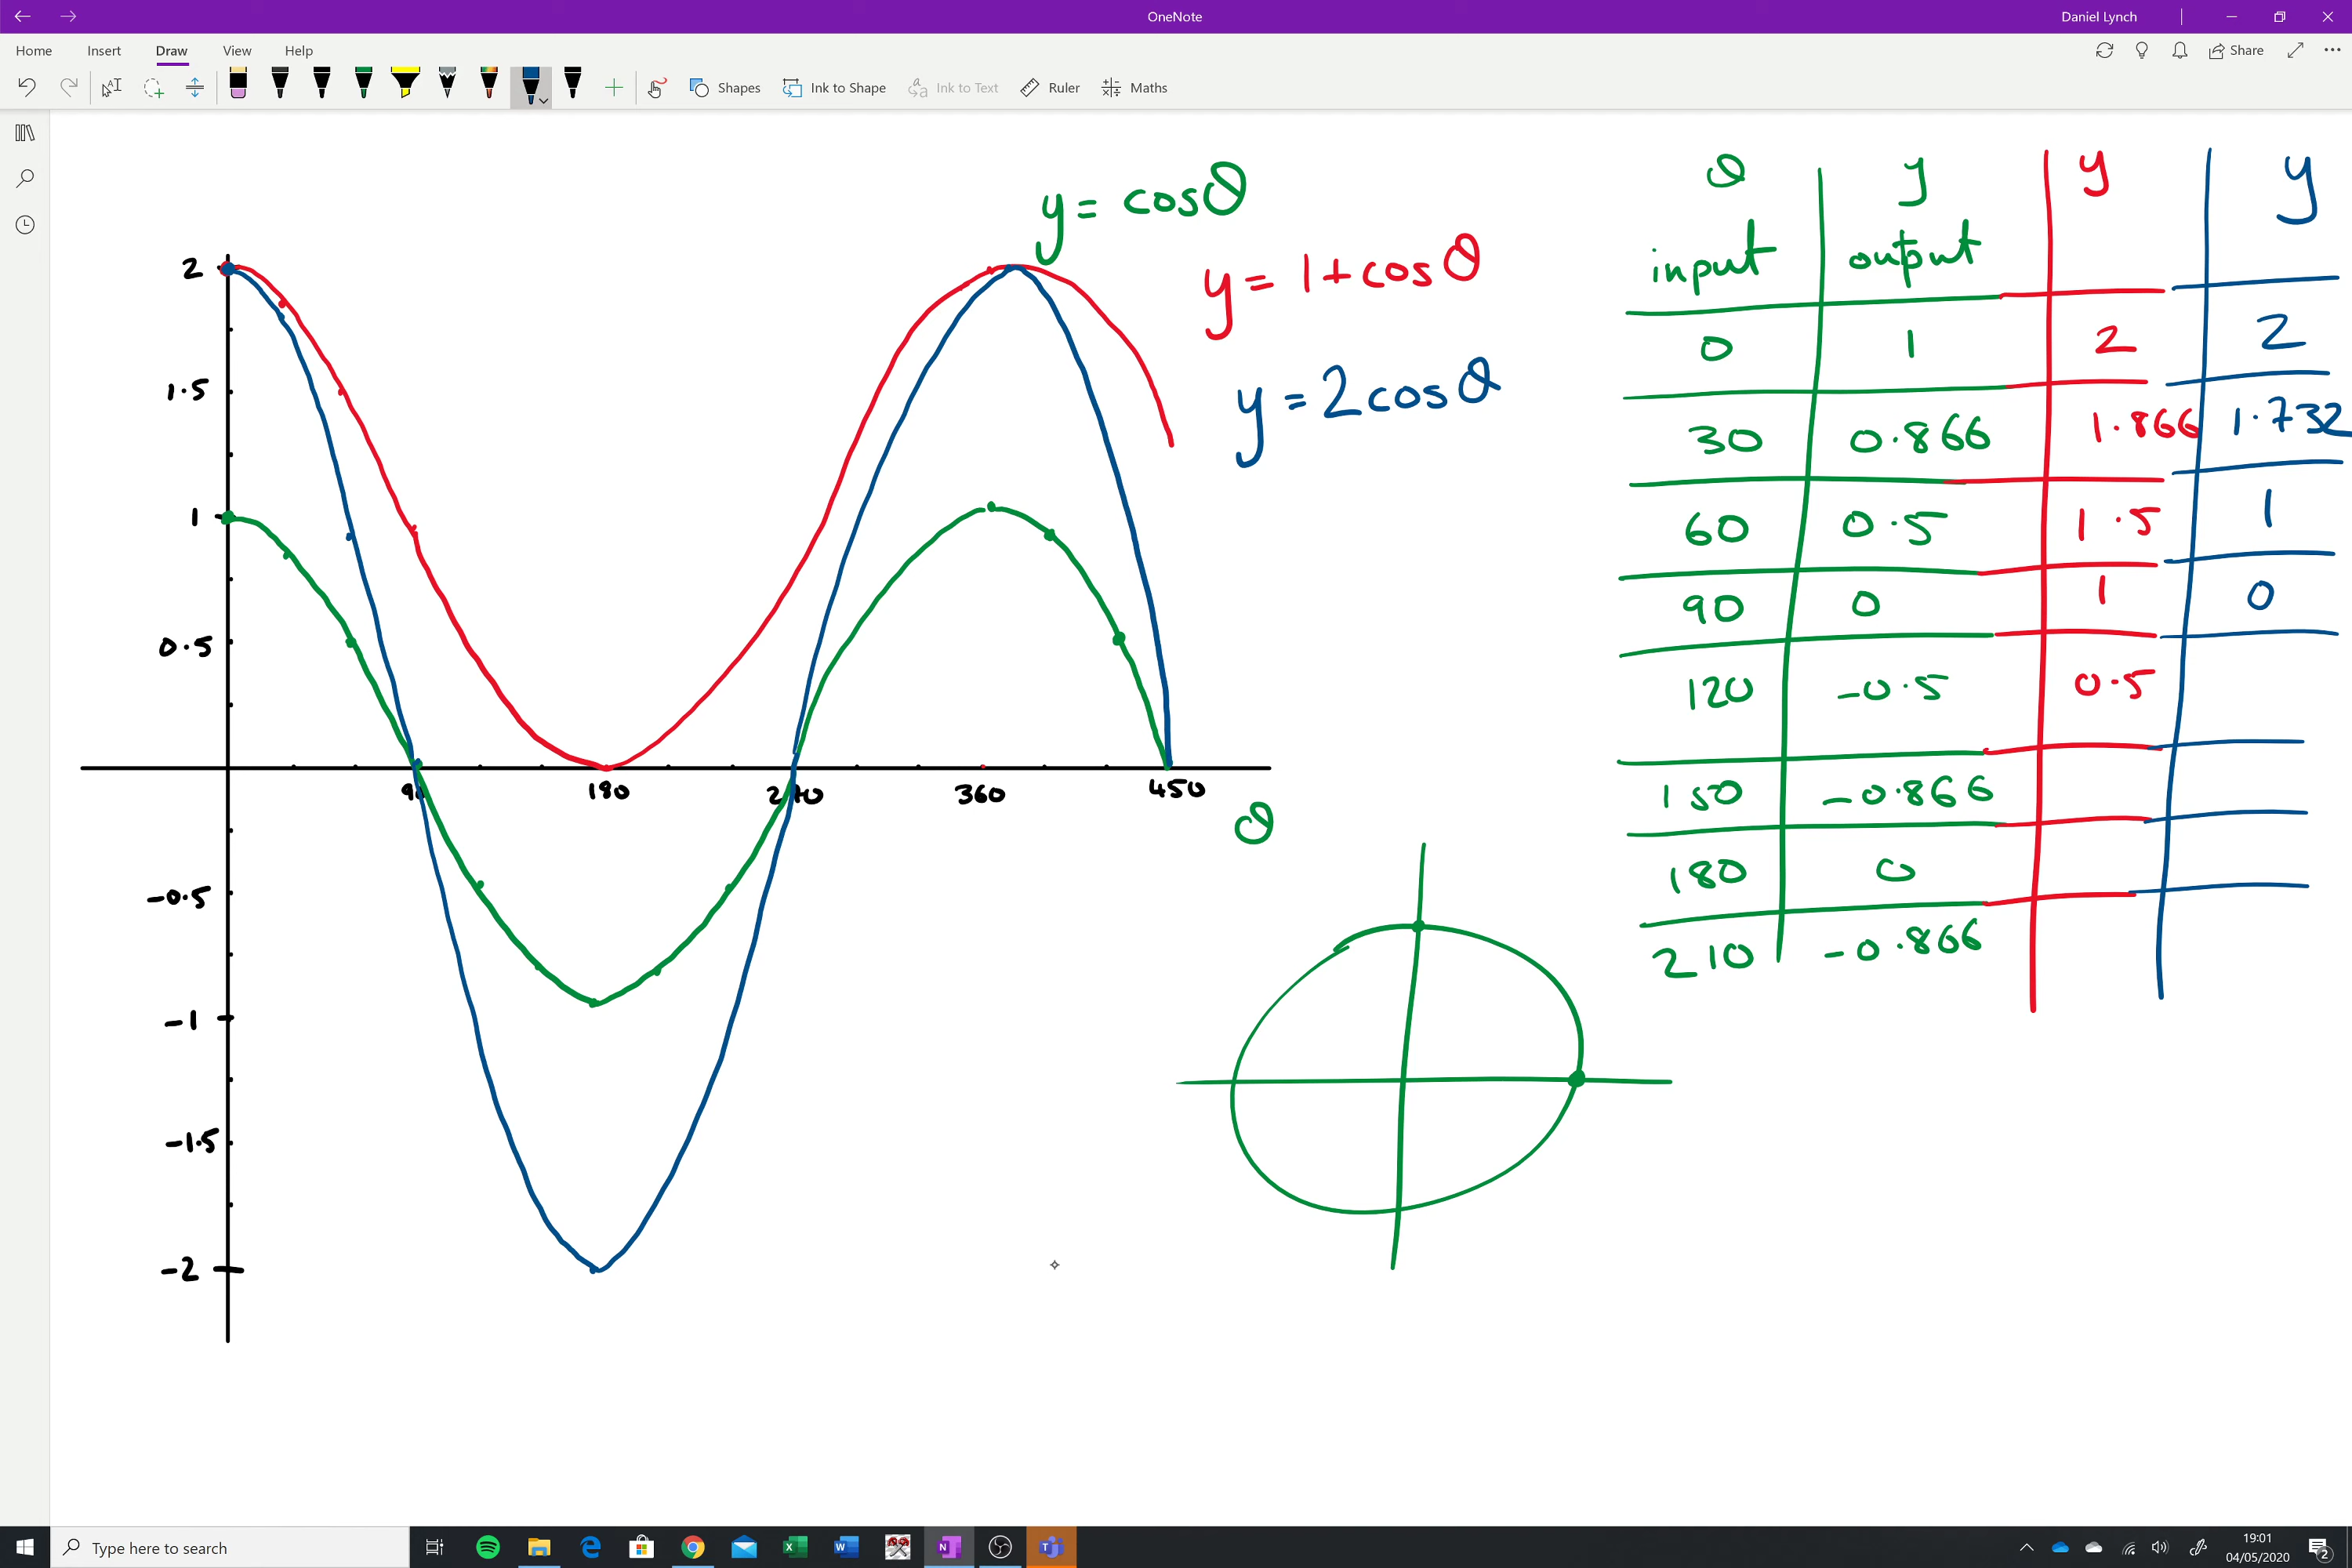 OneNote
Daniel Lynch
Home Insert Draw View Help
Share
Shapes Ink to Shape Ink to Text Ruler Maths
y = cosθ
y = 1 + cosθ
y = 2cosθ
2
1.5
1
0.5
-0.5
-1
-1.5
-2
90 180 270 360 450
θ
θ y y y
input output
0 1 2 2
30 0.866 1.866 1.732
60 0.5 1.5 1
90 0 1 0
120 -0.5 0.5
150 -0.866
180 0
210 -0.866
Type here to search
19:01
04/05/2020
2